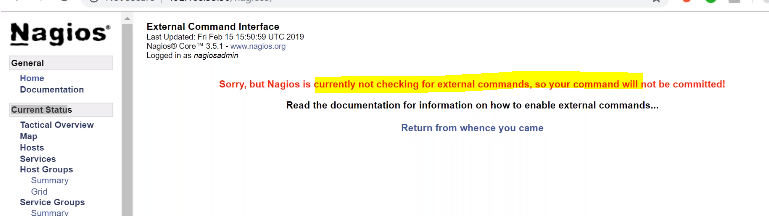 Nagios®
General
Home
Documentation
Current Status
Tactical Overview
Map
Hosts
Services
Host Groups
Summary
Grid
Service Groups
Summary
External Command Interface
Last Updated: Fri Feb 15 15:50:59 UTC 2019
Nagios® Core™ 3.5.1 - www.nagios.org
Logged in as nagiosadmin
Sorry, but Nagios is currently not checking for external commands, so your command will not be committed!
Read the documentation for information on how to enable external commands...
Return from whence you came